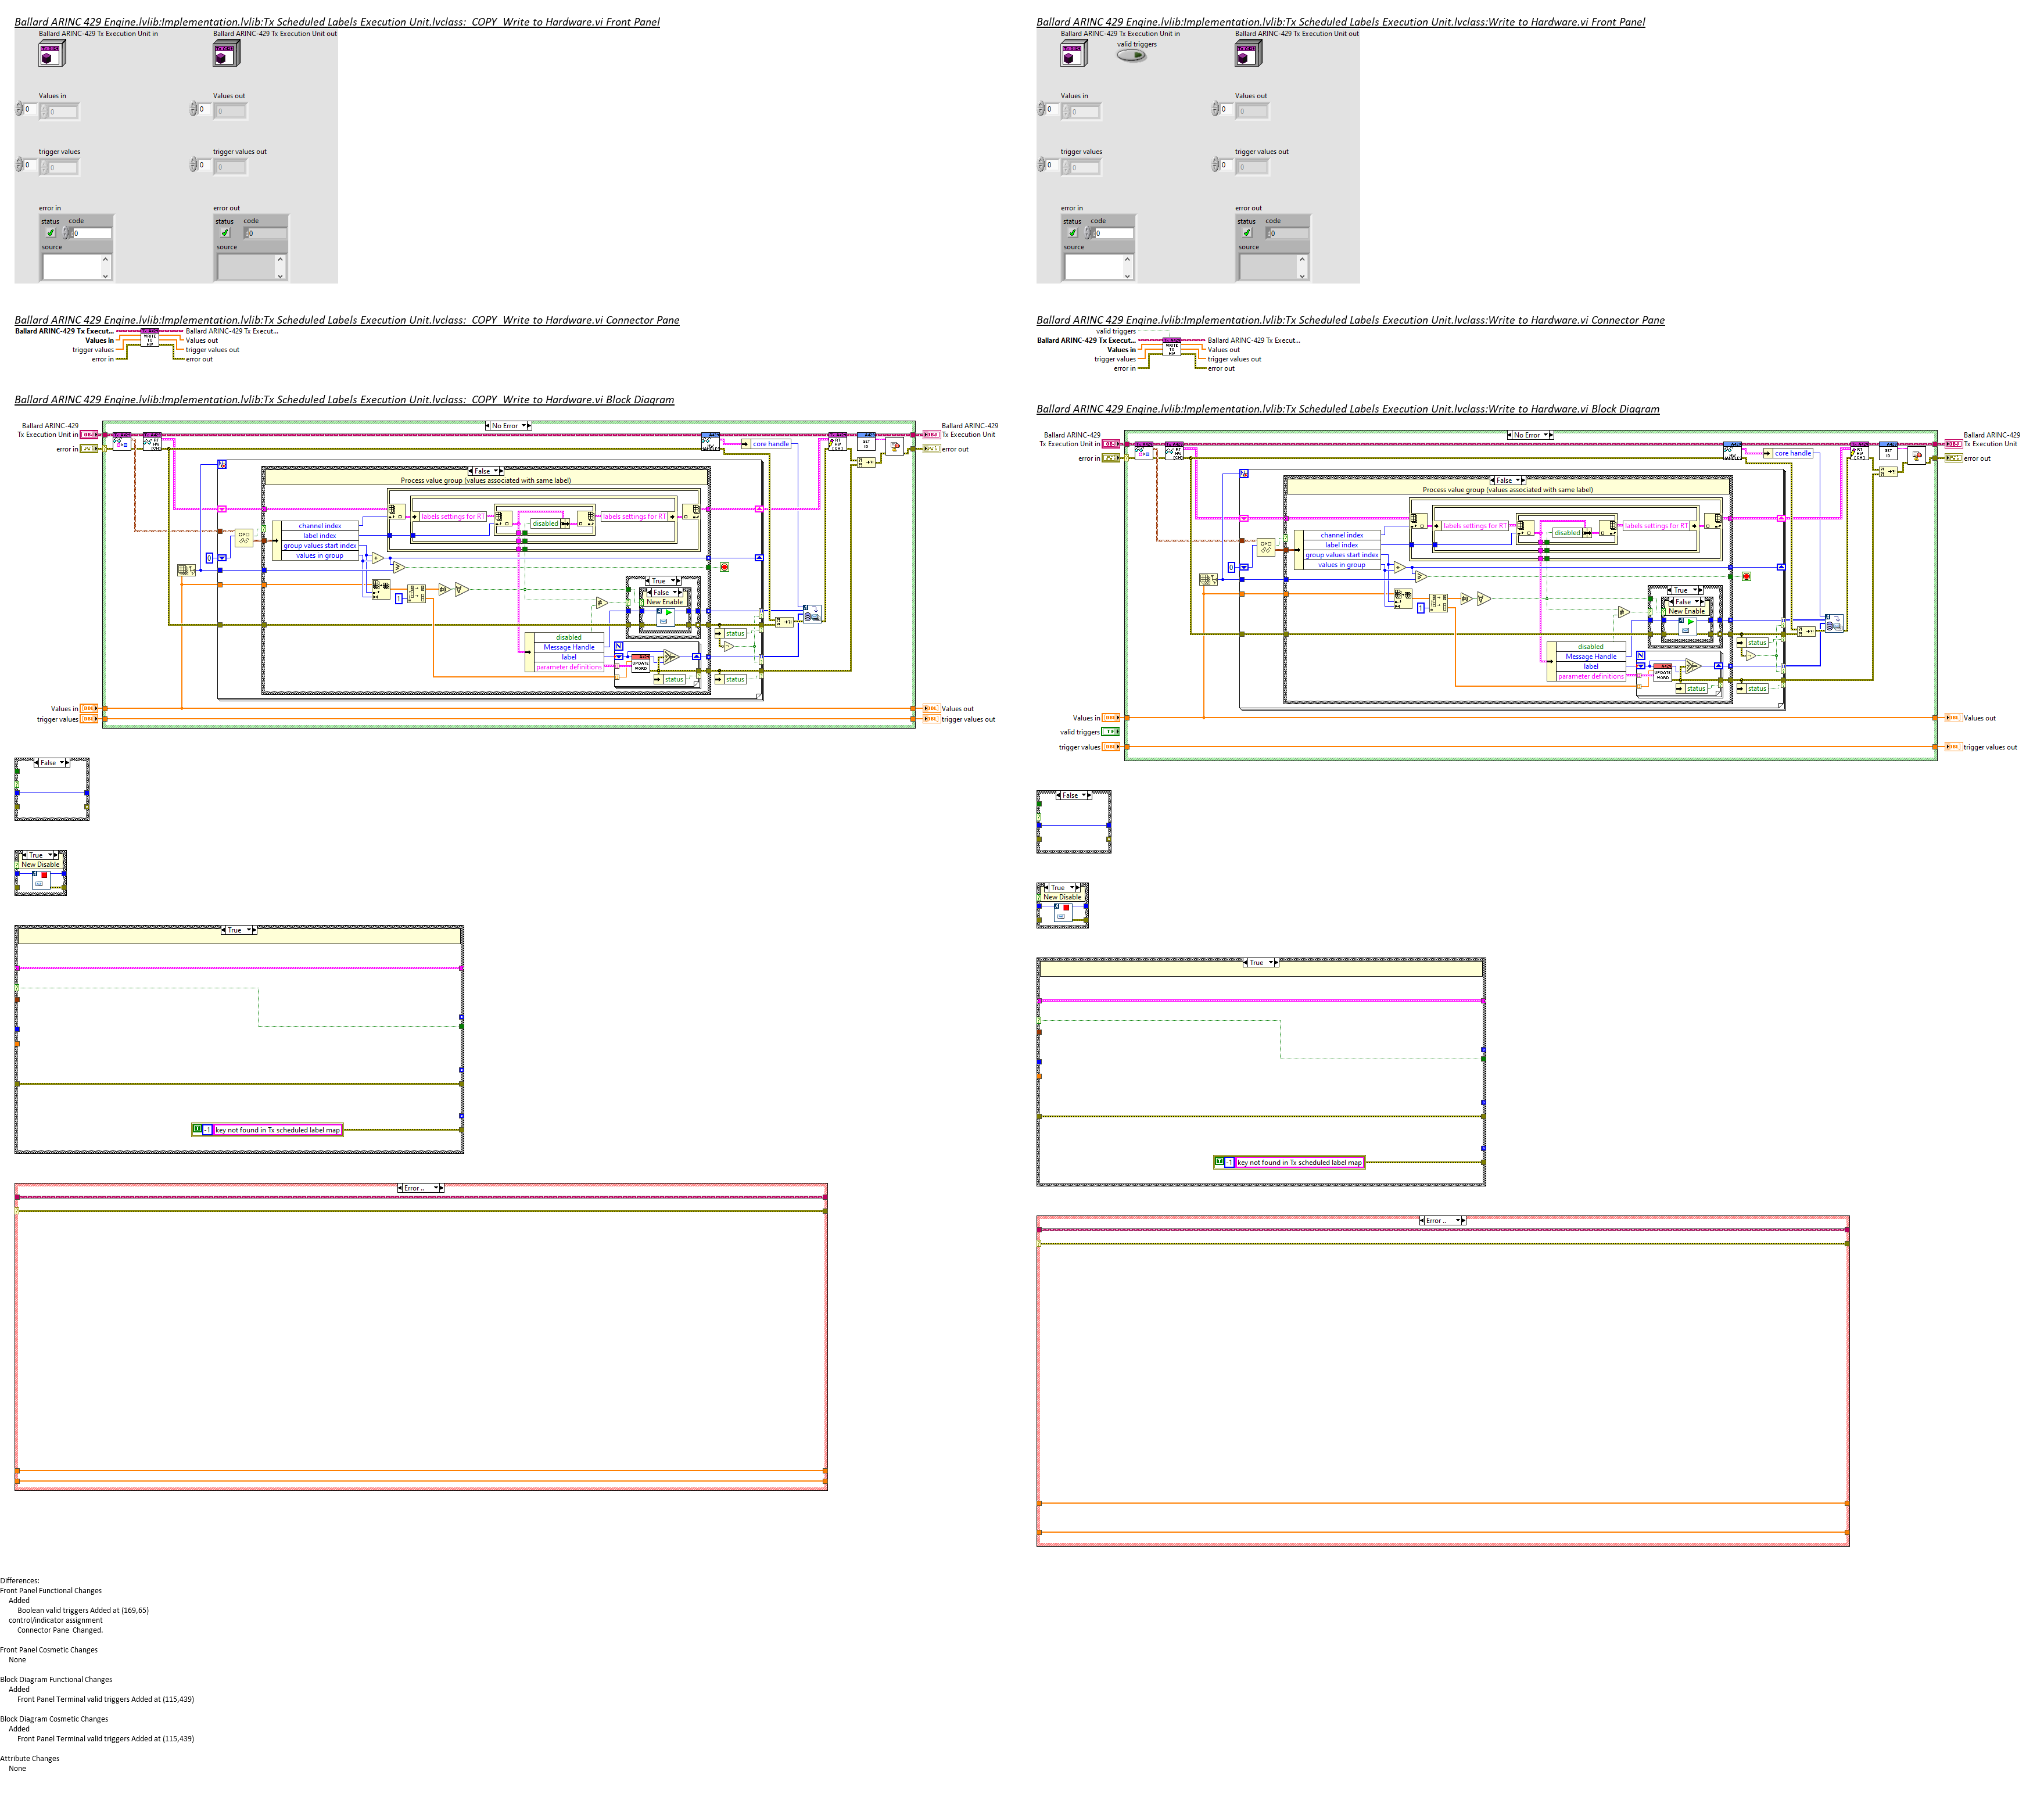 Ballard ARINC 429 Engine.lvlib:Implementation.lvlib:Tx Scheduled Labels Execution Unit.lvclass:_COPY_Write to Hardware.vi Front Panel
Ballard ARINC-429 Tx Execution Unit in
Ballard ARINC-429 Tx Execution Unit out
Values in
Values out
0
0
0
0
trigger values
trigger values out
0
0
0
0
error in
error out
status code
status code
0
0
source
source
Ballard ARINC 429 Engine.lvlib:Implementation.lvlib:Tx Scheduled Labels Execution Unit.lvclass:_COPY_Write to Hardware.vi Connector Pane
Ballard ARINC-429 Tx Execut...
Values in
trigger values
error in
WRITE
TO
HW
Ballard ARINC-429 Tx Execut...
Values out
trigger values out
error out
Ballard ARINC 429 Engine.lvlib:Implementation.lvlib:Tx Scheduled Labels Execution Unit.lvclass:_COPY_Write to Hardware.vi Block Diagram
No Error
Ballard ARINC-429
Tx Execution Unit in
error in
Ballard ARINC-429
Tx Execution Unit
error out
GET
ID
core handle
False
Process value group (values associated with same label)
labels settings for RT
disabled
labels settings for RT
channel index
label index
group values start index
values in group
0
1
True
False
New Enable
disabled
Message Handle
label
parameter definitions
N
UPDATE
WORD
status
status
status
Values in
trigger values
Values out
trigger values out
False
True
New Disable
True
-1
key not found in Tx scheduled label map
Error ..
Differences:
Front Panel Functional Changes
Added
Boolean valid triggers Added at (169,65)
control/indicator assignment
Connector Pane  Changed.
Front Panel Cosmetic Changes
None
Block Diagram Functional Changes
Added
Front Panel Terminal valid triggers Added at (115,439)
Block Diagram Cosmetic Changes
Added
Front Panel Terminal valid triggers Added at (115,439)
Attribute Changes
None
Ballard ARINC 429 Engine.lvlib:Implementation.lvlib:Tx Scheduled Labels Execution Unit.lvclass:Write to Hardware.vi Front Panel
Ballard ARINC-429 Tx Execution Unit in
Ballard ARINC-429 Tx Execution Unit out
valid triggers
Values in
Values out
0
0
0
0
trigger values
trigger values out
0
0
0
0
error in
error out
status code
status code
0
0
source
source
Ballard ARINC 429 Engine.lvlib:Implementation.lvlib:Tx Scheduled Labels Execution Unit.lvclass:Write to Hardware.vi Connector Pane
valid triggers
Ballard ARINC-429 Tx Execut...
Values in
trigger values
error in
WRITE
TO
HW
Ballard ARINC-429 Tx Execut...
Values out
trigger values out
error out
Ballard ARINC 429 Engine.lvlib:Implementation.lvlib:Tx Scheduled Labels Execution Unit.lvclass:Write to Hardware.vi Block Diagram
No Error
Ballard ARINC-429
Tx Execution Unit in
error in
Ballard ARINC-429
Tx Execution Unit
error out
GET
ID
core handle
False
Process value group (values associated with same label)
labels settings for RT
disabled
labels settings for RT
channel index
label index
group values start index
values in group
0
1
True
False
New Enable
disabled
Message Handle
label
parameter definitions
N
UPDATE
WORD
status
status
status
Values in
valid triggers
trigger values
Values out
trigger values out
False
True
New Disable
True
-1
key not found in Tx scheduled label map
Error ..